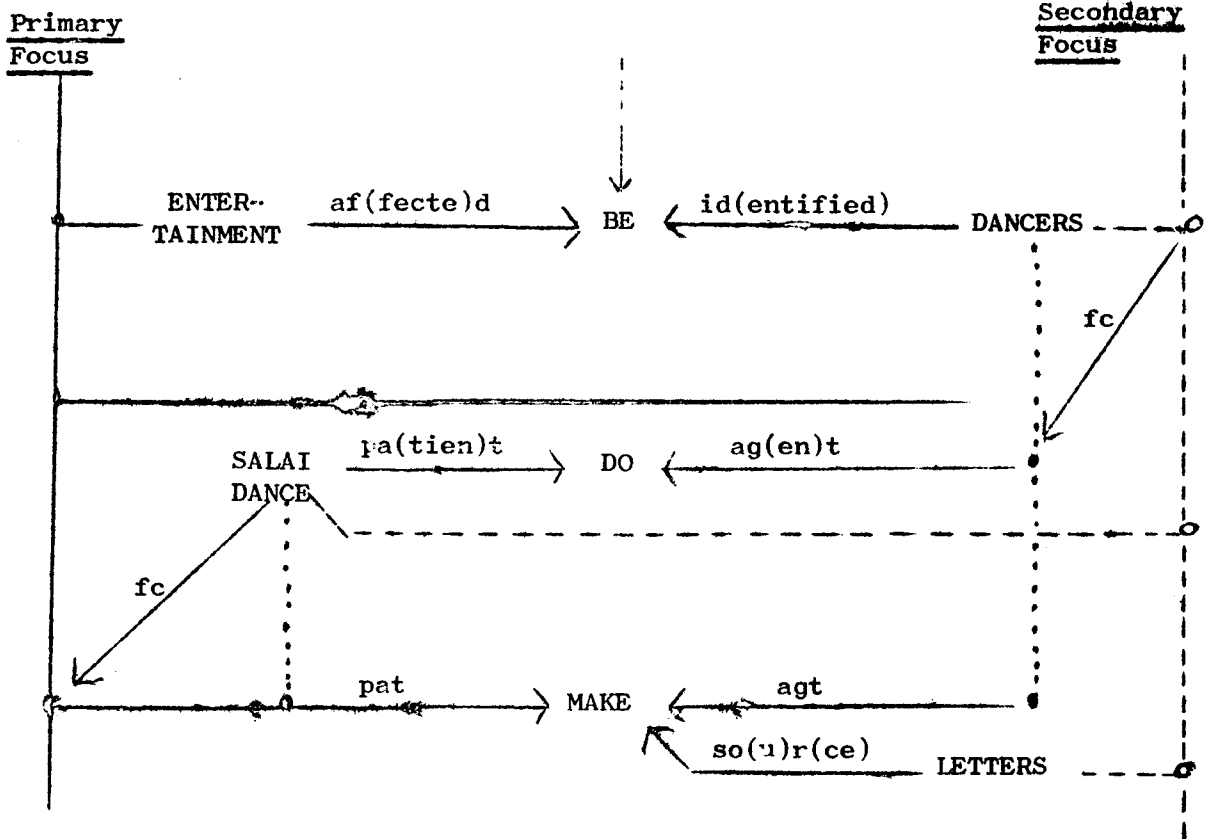 Primary
Focus
Secondary
Focus
ENTER-
TAINMENT
af(fecte)d
BE
id(entified)
DANCERS
fc
SALAI
DANCE
pa(tien)t
DO
ag(en)t
fc
pat
MAKE
agt
so(u)r(ce)
LETTERS